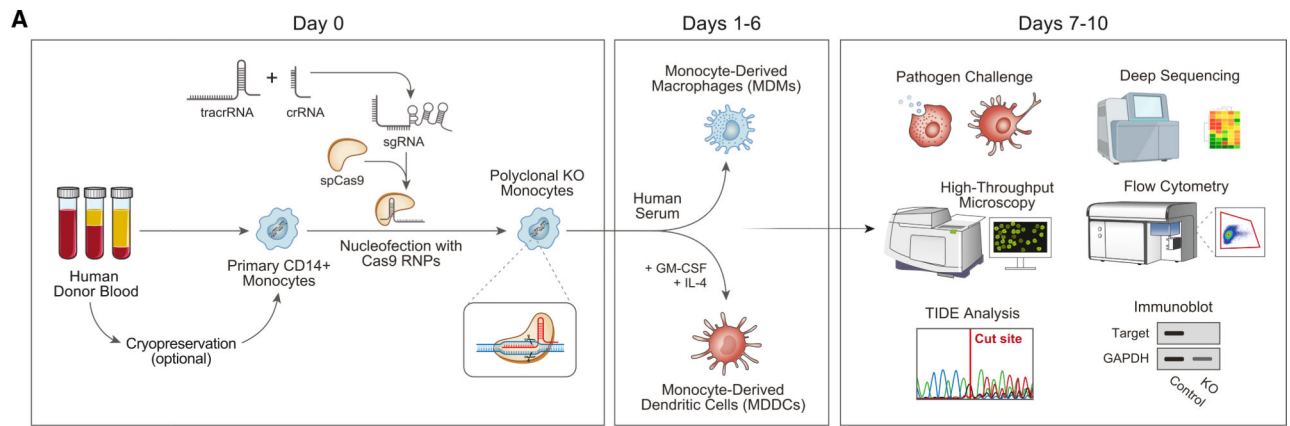 A
Day 0
Days 1-6
Days 7-10
tracrRNA
+
crRNA
sgRNA
spCas9
Human
Donor Blood
Cryopreservation
(optional)
Primary CD14+
Monocytes
Nucleofection with
Cas9 RNPs
Polyclonal KO
Monocytes
Monocyte-Derived
Macrophages (MDMs)
Human
Serum
+ GM-CSF
+ IL-4
Monocyte-Derived
Dendritic Cells (MDDCs)
Pathogen Challenge
Deep Sequencing
High-Throughput
Microscopy
Flow Cytometry
TIDE Analysis
Cut site
Immunoblot
Target
GAPDH
Control
KO